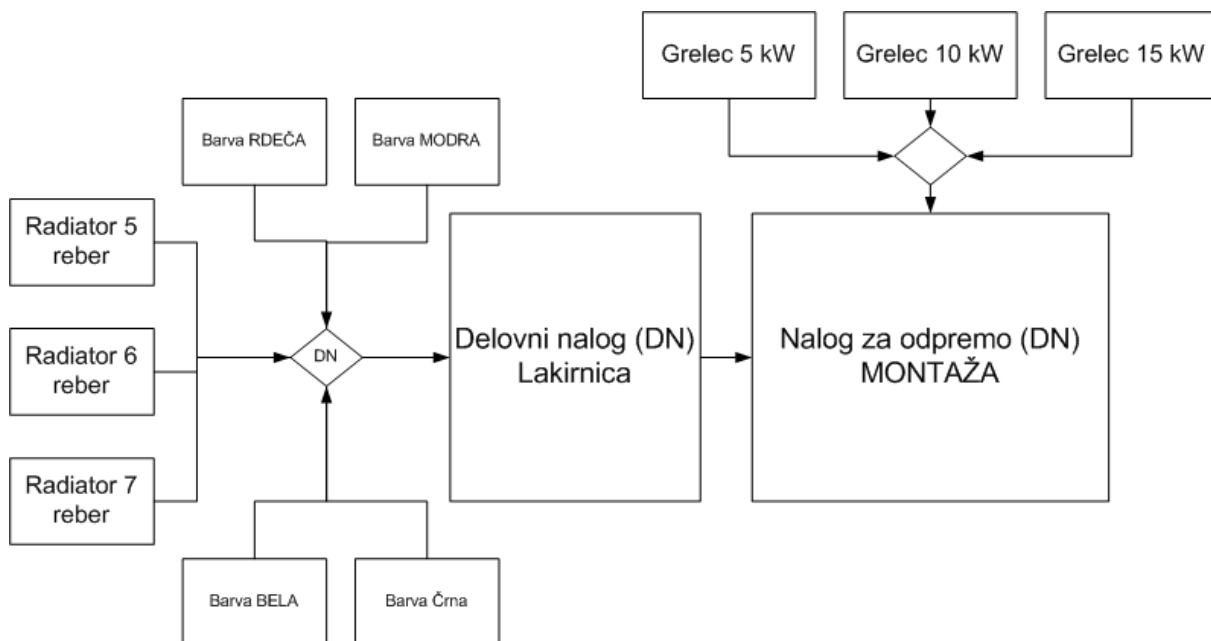 Grelec 5 kW
Grelec 10 kW
Grelec 15 kW
Barva RDEČA
Barva MODRA
Radiator 5
reber
Radiator 6
reber
Radiator 7
reber
DN
Delovni nalog (DN)
Lakirnica
Nalog za odpremo (DN)
MONTAŽA
Barva BELA
Barva Črna